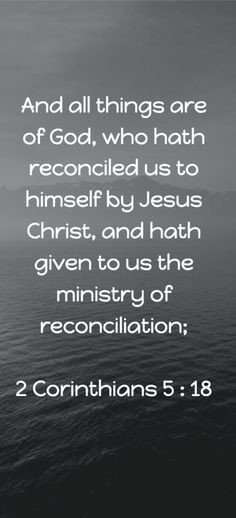 And all things are
of God, who hath
reconciled us to
himself by Jesus
Christ, and hath
given to us the
ministry of
reconciliation;
2 Corinthians 5 : 18